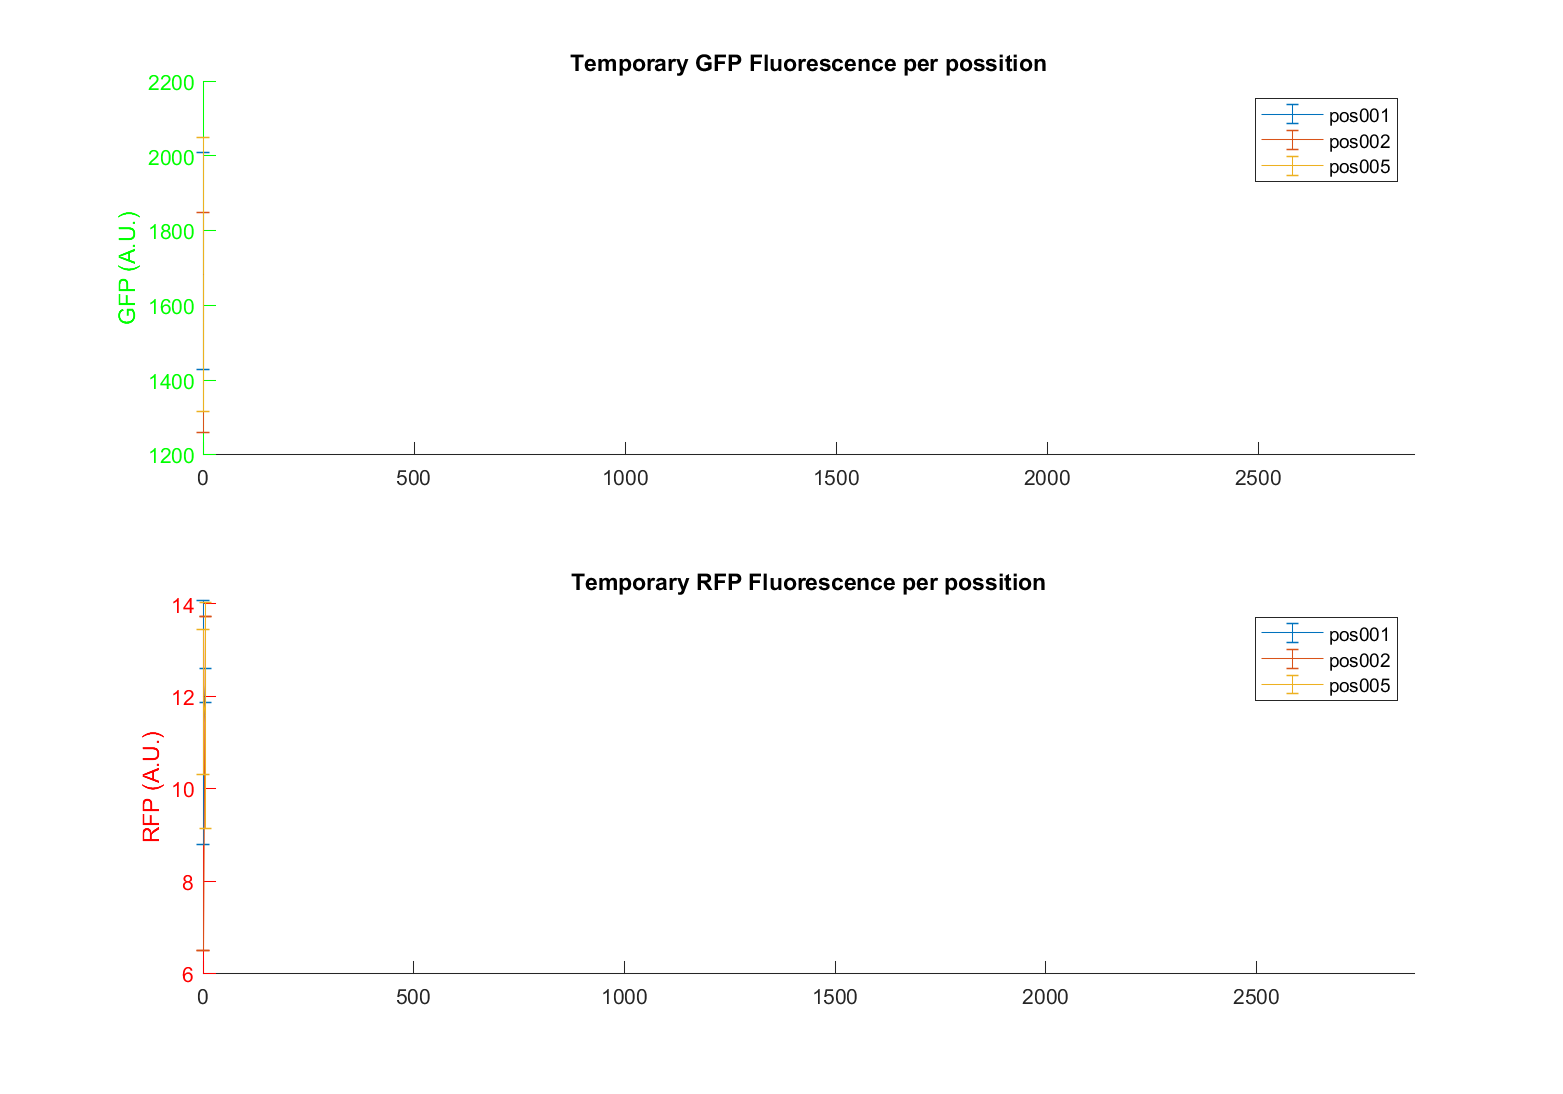 Temporary GFP Fluorescence per possition
2200
2000
1800
1600
1400
1200
GFP (A.U.)
0 500 1000 1500 2000 2500
pos001
pos002
pos005
Temporary RFP Fluorescence per possition
14
12
10
8
6
RFP (A.U.)
0 500 1000 1500 2000 2500
pos001
pos002
pos005